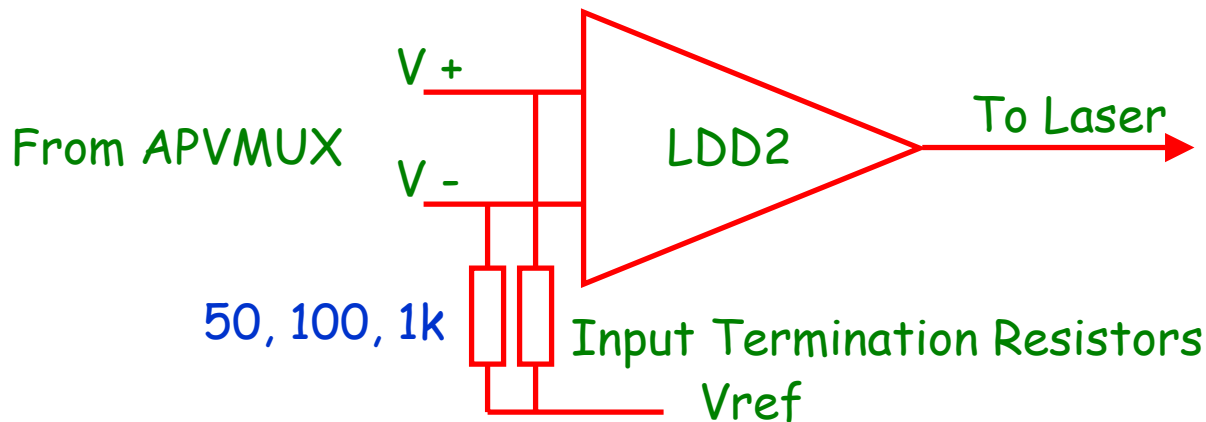 V +
From APVMUX
V -
LDD2
To Laser
50, 100, 1k
Input Termination Resistors
Vref